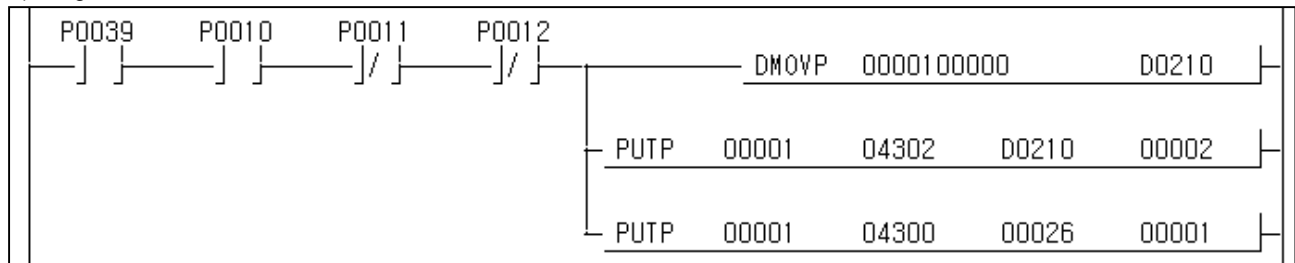 P0039 P0010 P0011 P0012
DMOVP 0000100000 D0210
PUTP 00001 04302 D0210 00002
PUTP 00001 04300 00026 00001